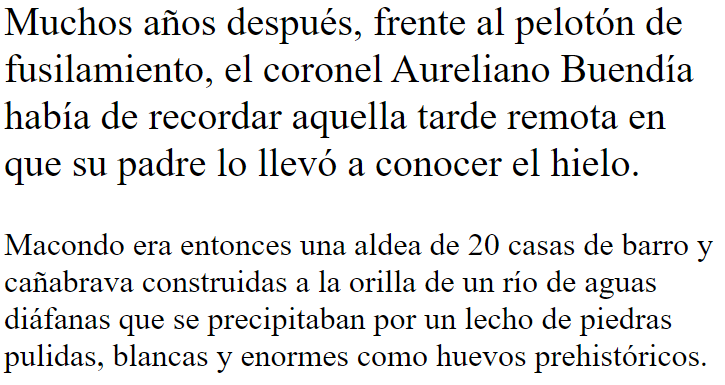 Muchos años después, frente al pelotón de
fusilamiento, el coronel Aureliano Buendía
había de recordar aquella tarde remota en
que su padre lo llevó a conocer el hielo.
Macondo era entonces una aldea de 20 casas de barro y
cañabrava construidas a la orilla de un río de aguas
diáfanas que se precipitaban por un lecho de piedras
pulidas, blancas y enormes como huevos prehistóricos.